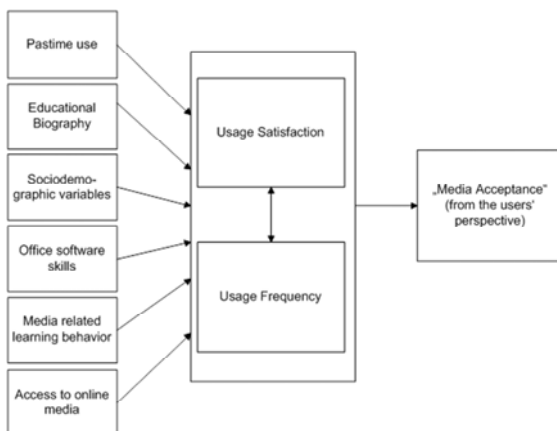 Pastime use
Educational
Biography
Sociodemo-
graphic variables
Office software
skills
Media related
learning behavior
Access to online
media
Usage Satisfaction
Usage Frequency
„Media Acceptance"
(from the users'
perspective)